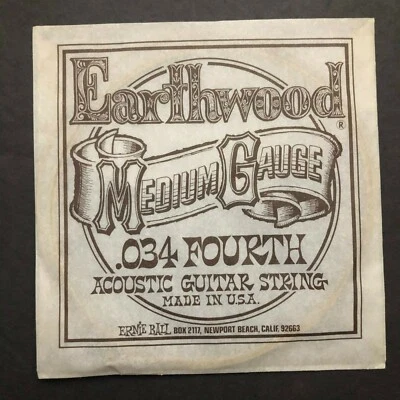 Earthwood ®
MEDIUM GAUGE
.034 FOURTH
ACOUSTIC GUITAR STRING
MADE IN U.S.A.
ERNIE BALL BOX 2117, NEWPORT BEACH, CALIF. 92663